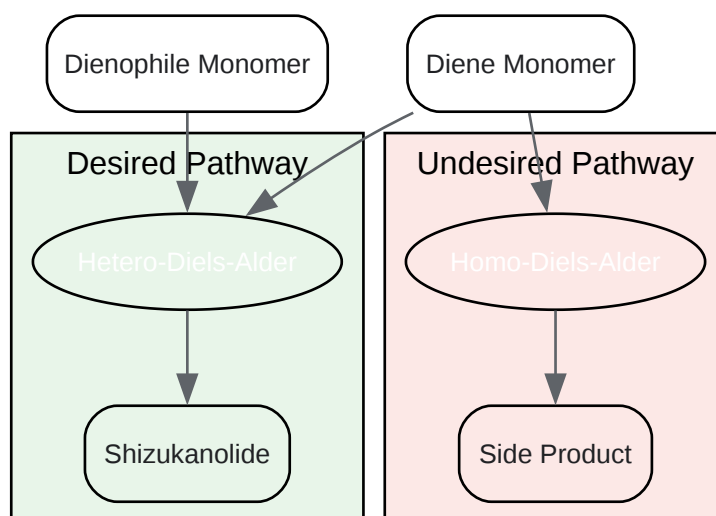 Dienophile Monomer
Diene Monomer
Desired Pathway
Undesired Pathway
Hetero-Diels-Alder
Homo-Diels-Alder
Shizukanolide
Side Product